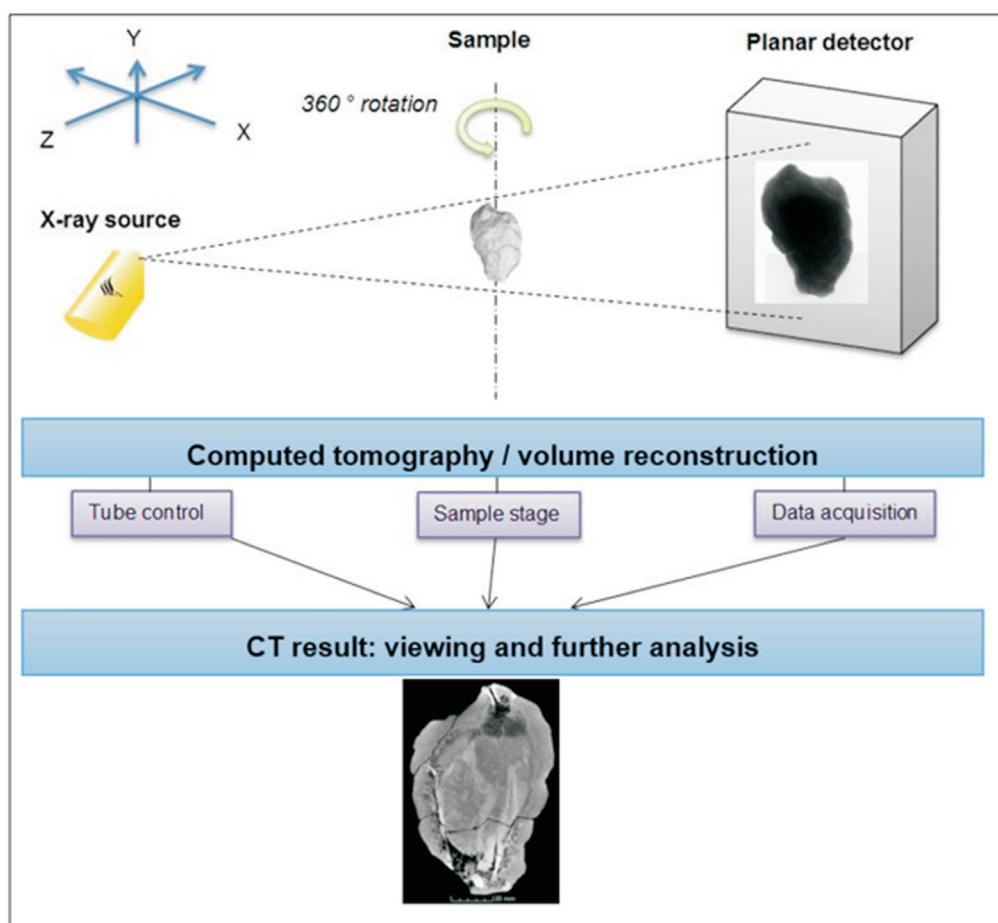 Y
Sample
Planar detector
360 ° rotation
Z
X
X-ray source
Computed tomography / volume reconstruction
Tube control
Sample stage
Data acquisition
CT result: viewing and further analysis